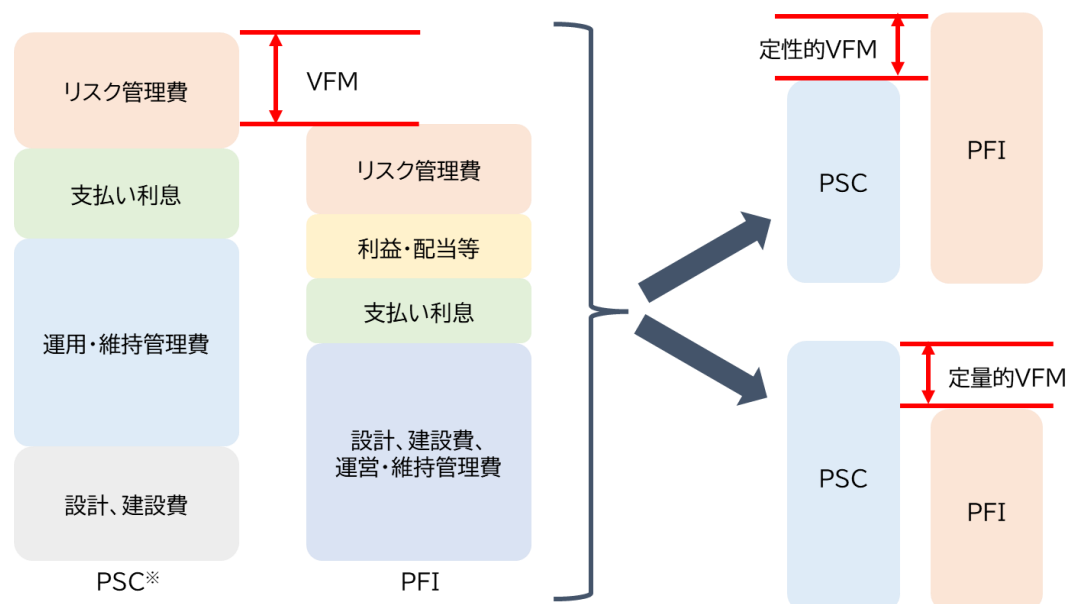 リスク管理費
支払い利息
運用・維持管理費
設計、建設費
PSC※
VFM
リスク管理費
利益・配当等
支払い利息
設計、建設費、
運営・維持管理費
PFI
定性的VFM
PSC
PFI
定量的VFM
PSC
PFI